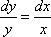 dy/y = dx/x